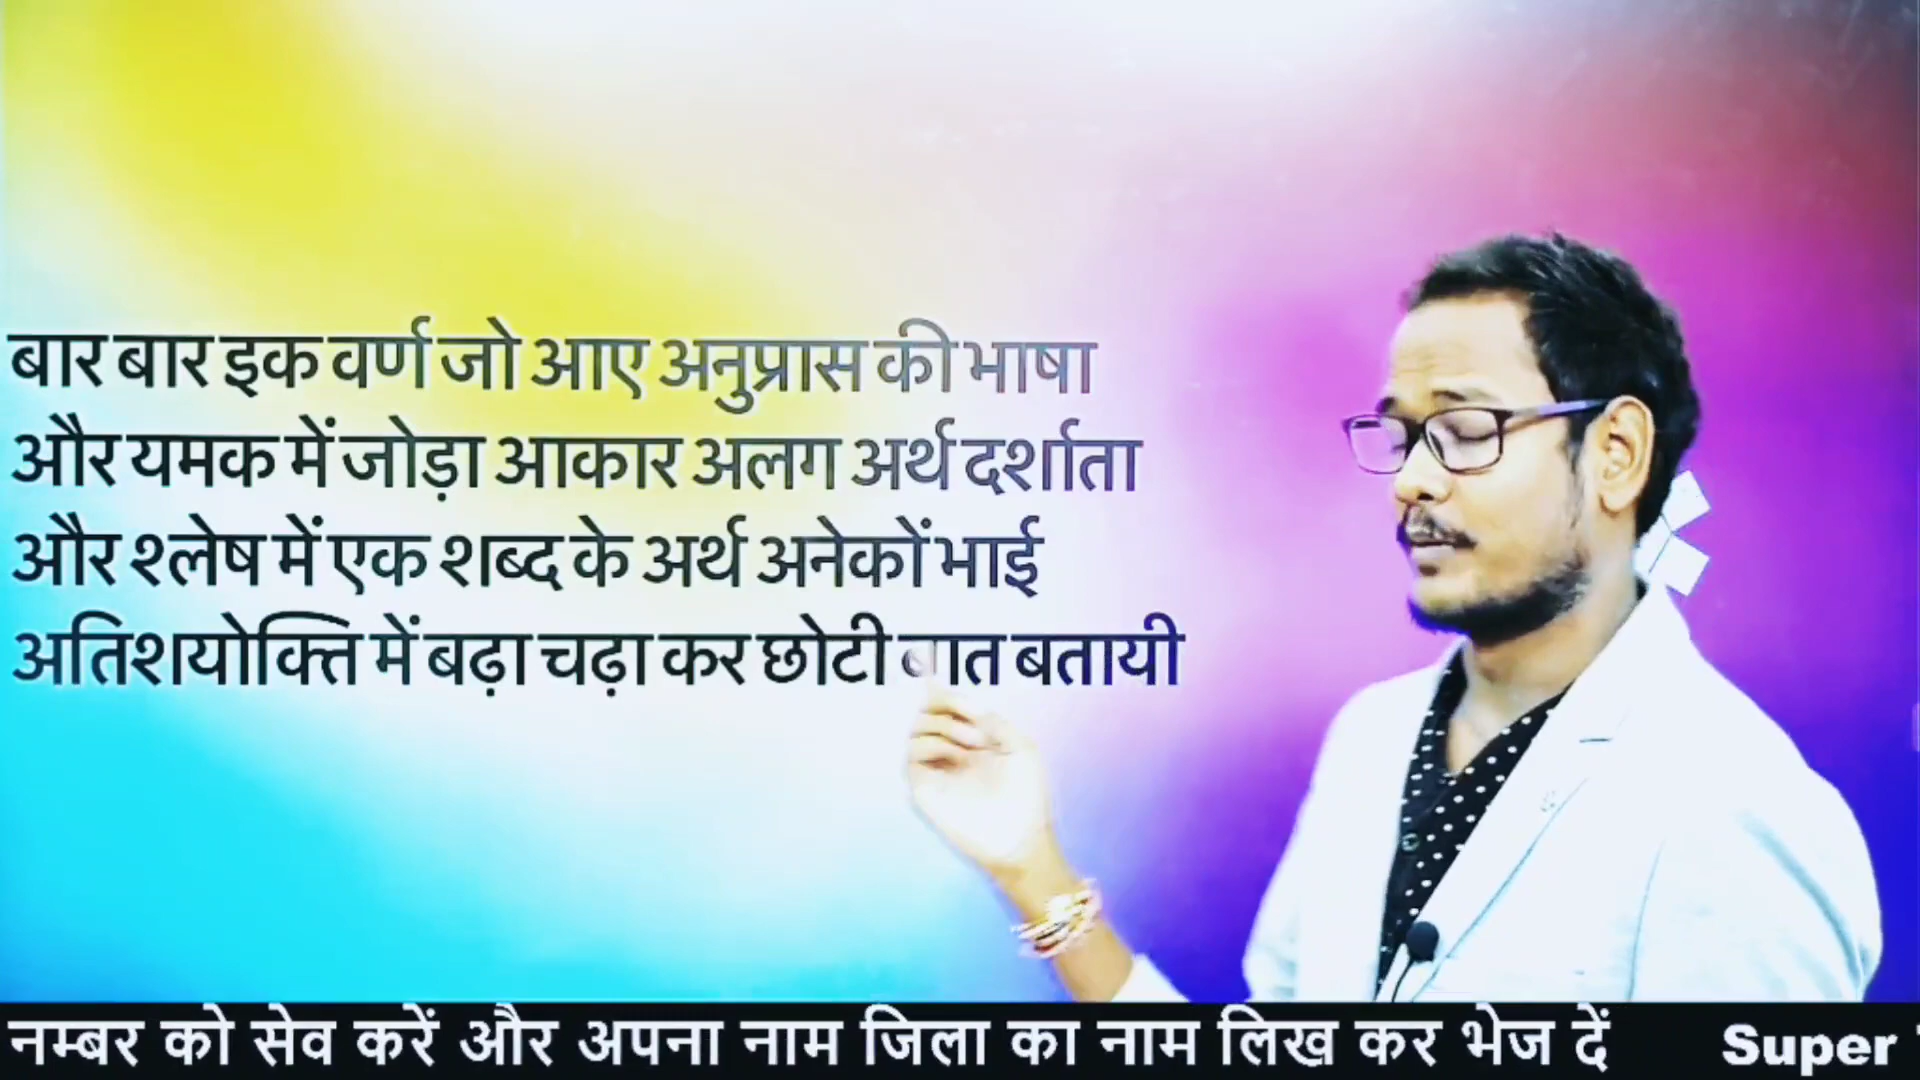 बार बार इक वर्ण जो आए अनुप्रास की भाषा
और यमक में जोड़ा आकार अलग अर्थ दर्शाता
और श्लेष में एक शब्द के अर्थ अनेकों भाई
अतिशयोक्ति में बढ़ा चढ़ा कर छोटी बात बतायी
नम्बर को सेव करें और अपना नाम जिला का नाम लिख कर भेज दें Super